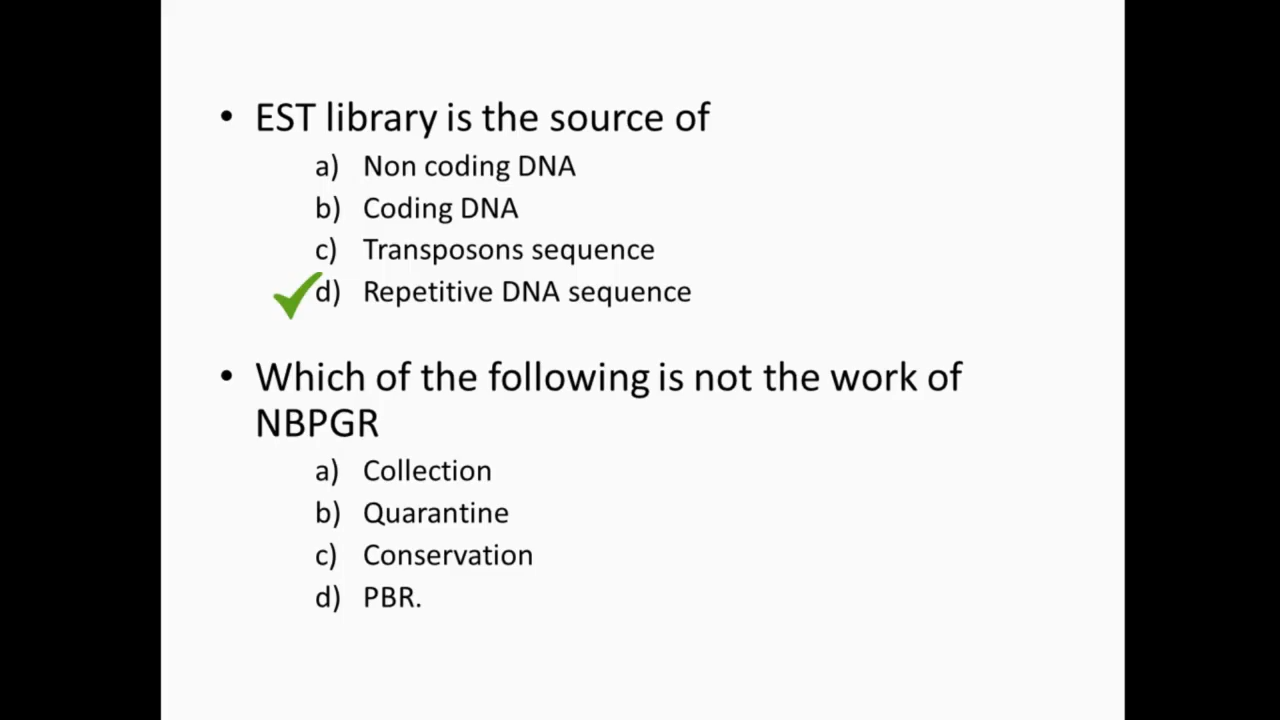 • EST library is the source of
a) Non coding DNA
b) Coding DNA
c) Transposons sequence
d) Repetitive DNA sequence
• Which of the following is not the work of
NBPGR
a) Collection
b) Quarantine
c) Conservation
d) PBR.